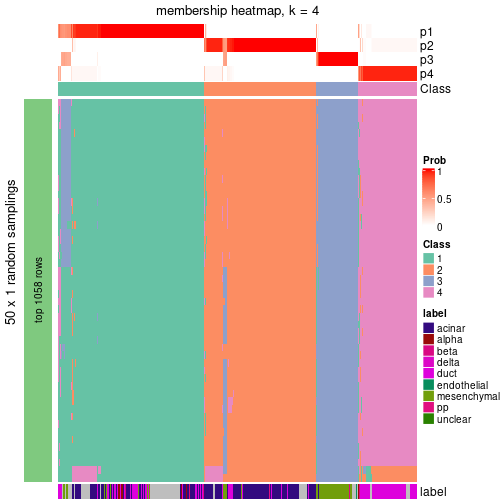 membership heatmap, k = 4
p1
p2
p3
p4
Class
50 x 1 random samplings
top 1058 rows
Prob
1
0.5
0
Class
1
2
3
4
label
acinar
alpha
beta
delta
duct
endothelial
mesenchymal
pp
unclear
label